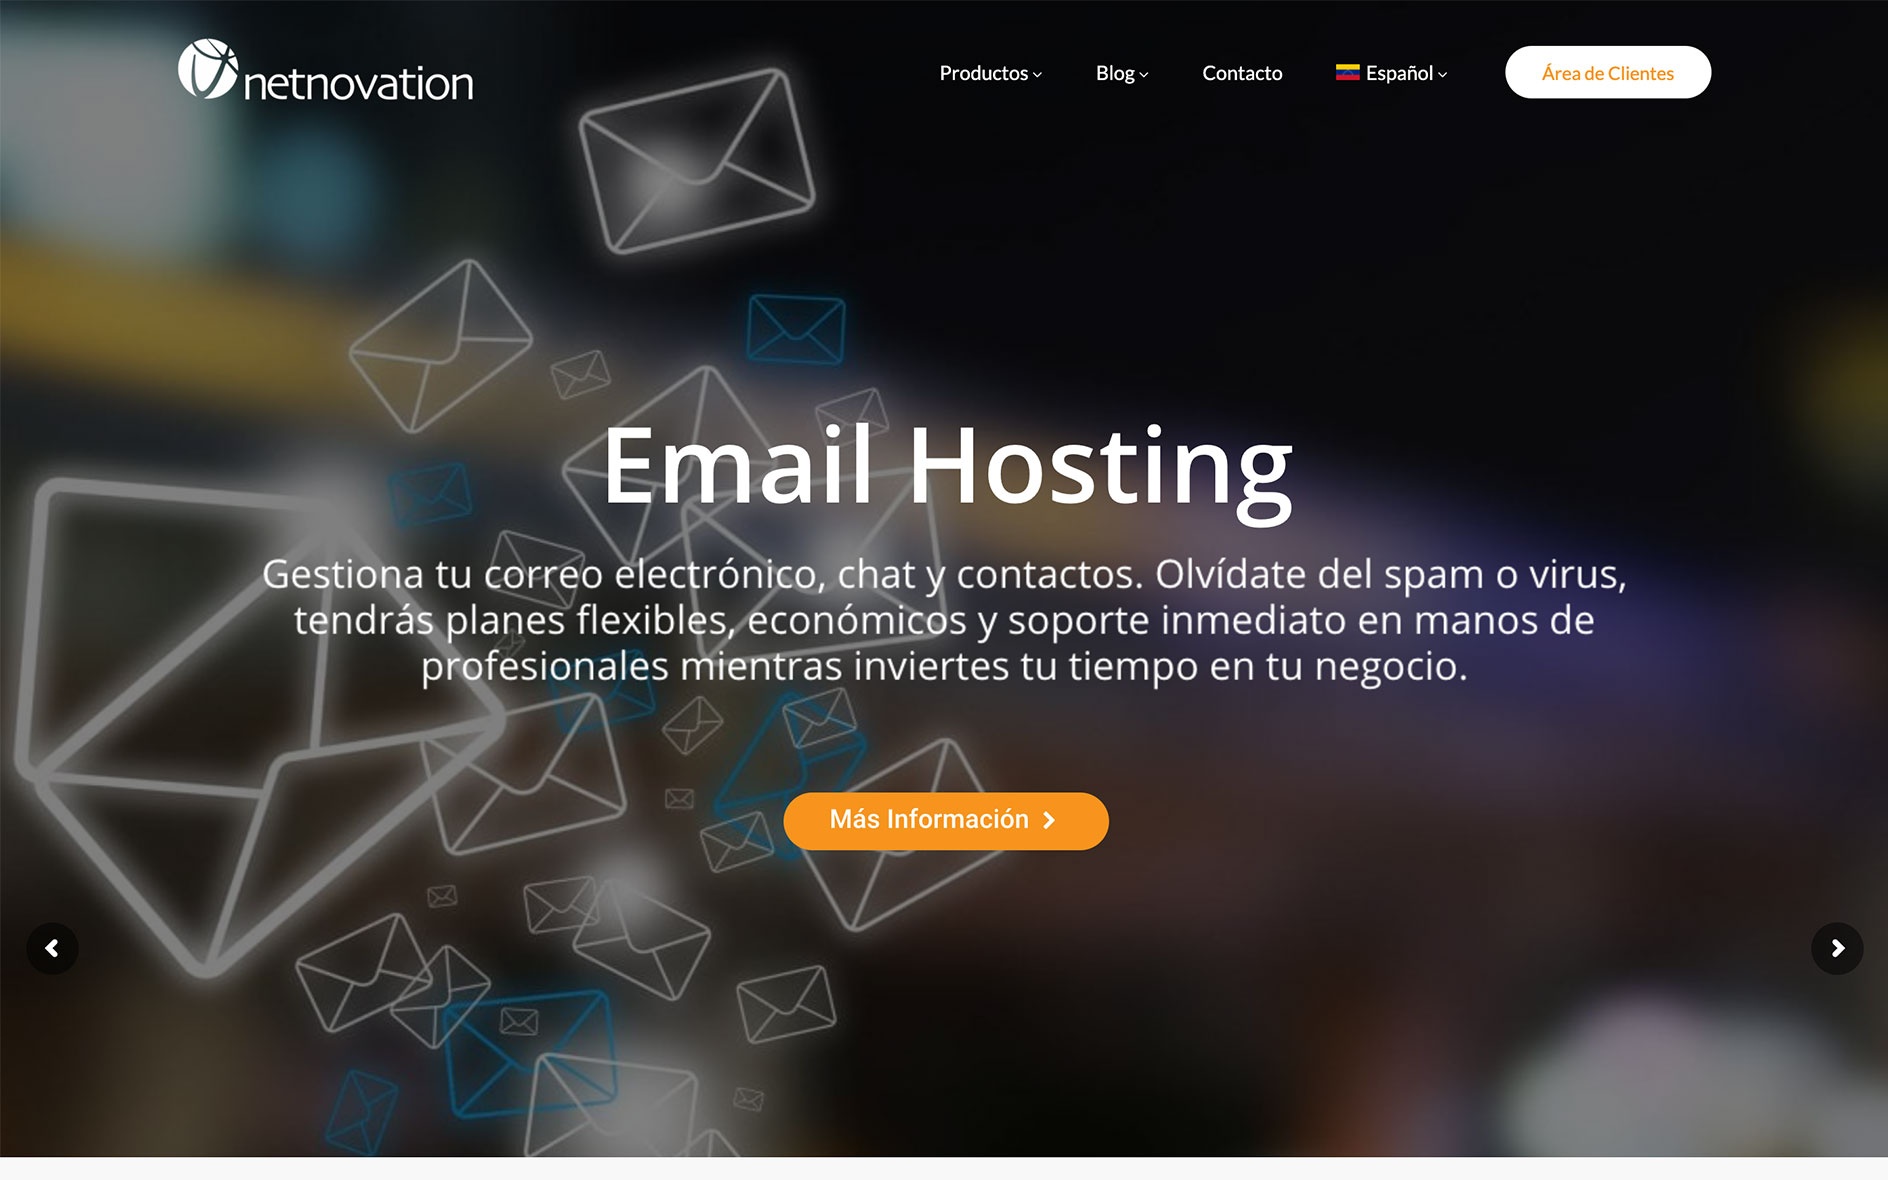 netnovation
Productos
Blog
Contacto
Español
Área de Clientes
Email Hosting
Gestiona tu correo electrónico, chat y contactos. Olvídate del spam o virus,
tendrás planes flexibles, económicos y soporte inmediato en manos de
profesionales mientras inviertes tu tiempo en tu negocio.
Más Información